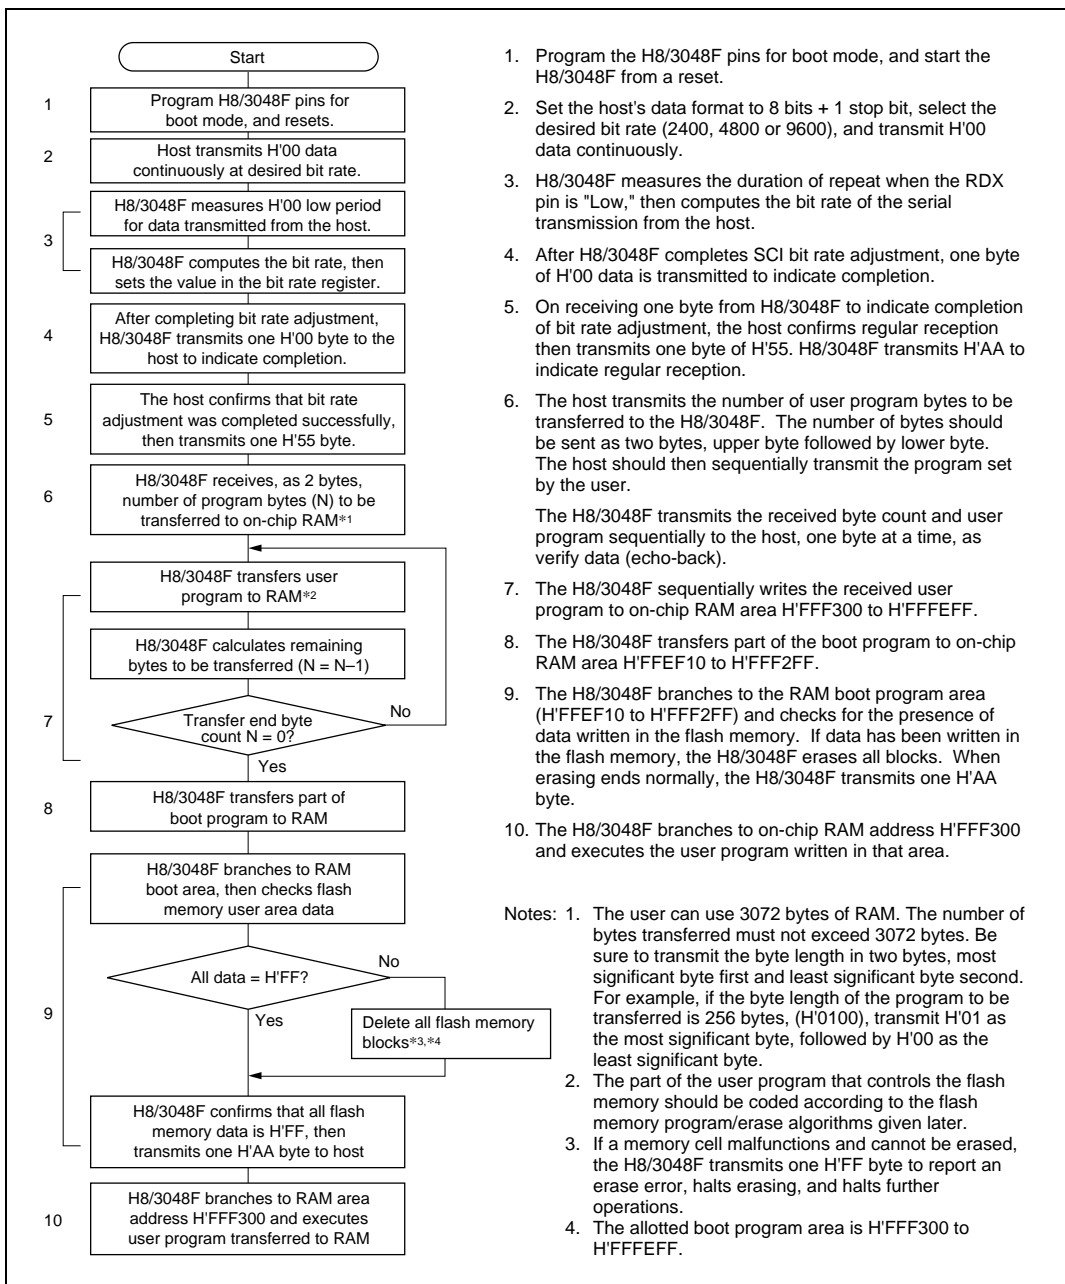 Start
1
Program H8/3048F pins for
boot mode, and resets.
2
Host transmits H'00 data
continuously at desired bit rate.
3
H8/3048F measures H'00 low period
for data transmitted from the host.
H8/3048F computes the bit rate, then
sets the value in the bit rate register.
4
After completing bit rate adjustment,
H8/3048F transmits one H'00 byte to the
host to indicate completion.
5
The host confirms that bit rate
adjustment was completed successfully,
then transmits one H'55 byte.
6
H8/3048F receives, as 2 bytes,
number of program bytes (N) to be
transferred to on-chip RAM*1
H8/3048F transfers user
program to RAM*2
H8/3048F calculates remaining
bytes to be transferred (N = N–1)
7
Transfer end byte
count N = 0?
No
Yes
8
H8/3048F transfers part of
boot program to RAM
H8/3048F branches to RAM
boot area, then checks flash
memory user area data
9
All data = H'FF?
No
Yes
Delete all flash memory
blocks*3,*4
H8/3048F confirms that all flash
memory data is H'FF, then
transmits one H'AA byte to host
10
H8/3048F branches to RAM area
address H'FFF300 and executes
user program transferred to RAM
1. Program the H8/3048F pins for boot mode, and start the
H8/3048F from a reset.
2. Set the host's data format to 8 bits + 1 stop bit, select the
desired bit rate (2400, 4800 or 9600), and transmit H'00
data continuously.
3. H8/3048F measures the duration of repeat when the RDX
pin is "Low," then computes the bit rate of the serial
transmission from the host.
4. After H8/3048F completes SCI bit rate adjustment, one byte
of H'00 data is transmitted to indicate completion.
5. On receiving one byte from H8/3048F to indicate completion
of bit rate adjustment, the host confirms regular reception
then transmits one byte of H'55. H8/3048F transmits H'AA to
indicate regular reception.
6. The host transmits the number of user program bytes to be
transferred to the H8/3048F. The number of bytes should
be sent as two bytes, upper byte followed by lower byte.
The host should then sequentially transmit the program set
by the user.
The H8/3048F transmits the received byte count and user
program sequentially to the host, one byte at a time, as
verify data (echo-back).
7. The H8/3048F sequentially writes the received user
program to on-chip RAM area H'FFF300 to H'FFFEFF.
8. The H8/3048F transfers part of the boot program to on-chip
RAM area H'FFEF10 to H'FFF2FF.
9. The H8/3048F branches to the RAM boot program area
(H'FFEF10 to H'FFF2FF) and checks for the presence of
data written in the flash memory. If data has been written in
the flash memory, the H8/3048F erases all blocks. When
erasing ends normally, the H8/3048F transmits one H'AA
byte.
10. The H8/3048F branches to on-chip RAM address H'FFF300
and executes the user program written in that area.
Notes: 1. The user can use 3072 bytes of RAM. The number of
bytes transferred must not exceed 3072 bytes. Be
sure to transmit the byte length in two bytes, most
significant byte first and least significant byte second.
For example, if the byte length of the program to be
transferred is 256 bytes, (H'0100), transmit H'01 as
the most significant byte, followed by H'00 as the
least significant byte.
2. The part of the user program that controls the flash
memory should be coded according to the flash
memory program/erase algorithms given later.
3. If a memory cell malfunctions and cannot be erased,
the H8/3048F transmits one H'FF byte to report an
erase error, halts erasing, and halts further
operations.
4. The allotted boot program area is H'FFF300 to
H'FFFEFF.